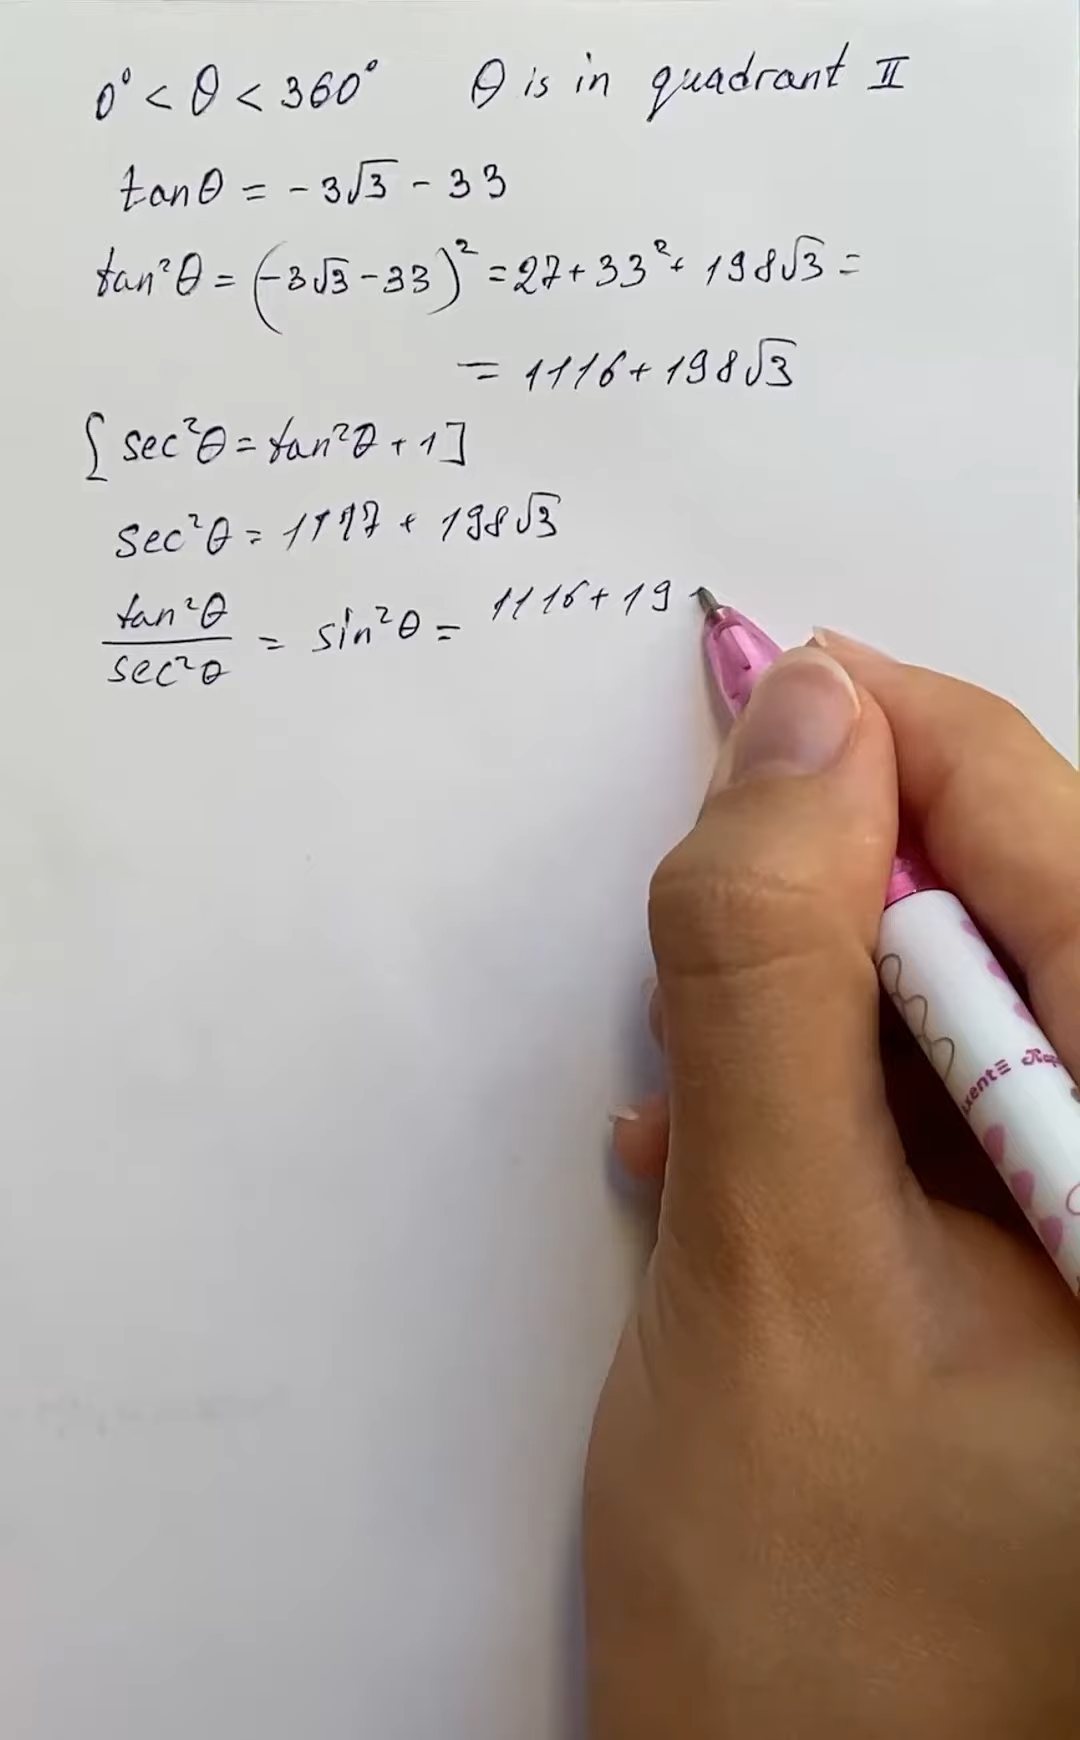 0° < θ < 360° θ is in quadrant II
tanθ = -3√3 - 33
tan²θ = (-3√3 - 33)² = 27 + 33² + 198√3 =
= 1116 + 198√3
[sec²θ = tan²θ + 1]
sec²θ = 1117 + 198√3
tan²θ/sec²θ = sin²θ = 1116 + 19